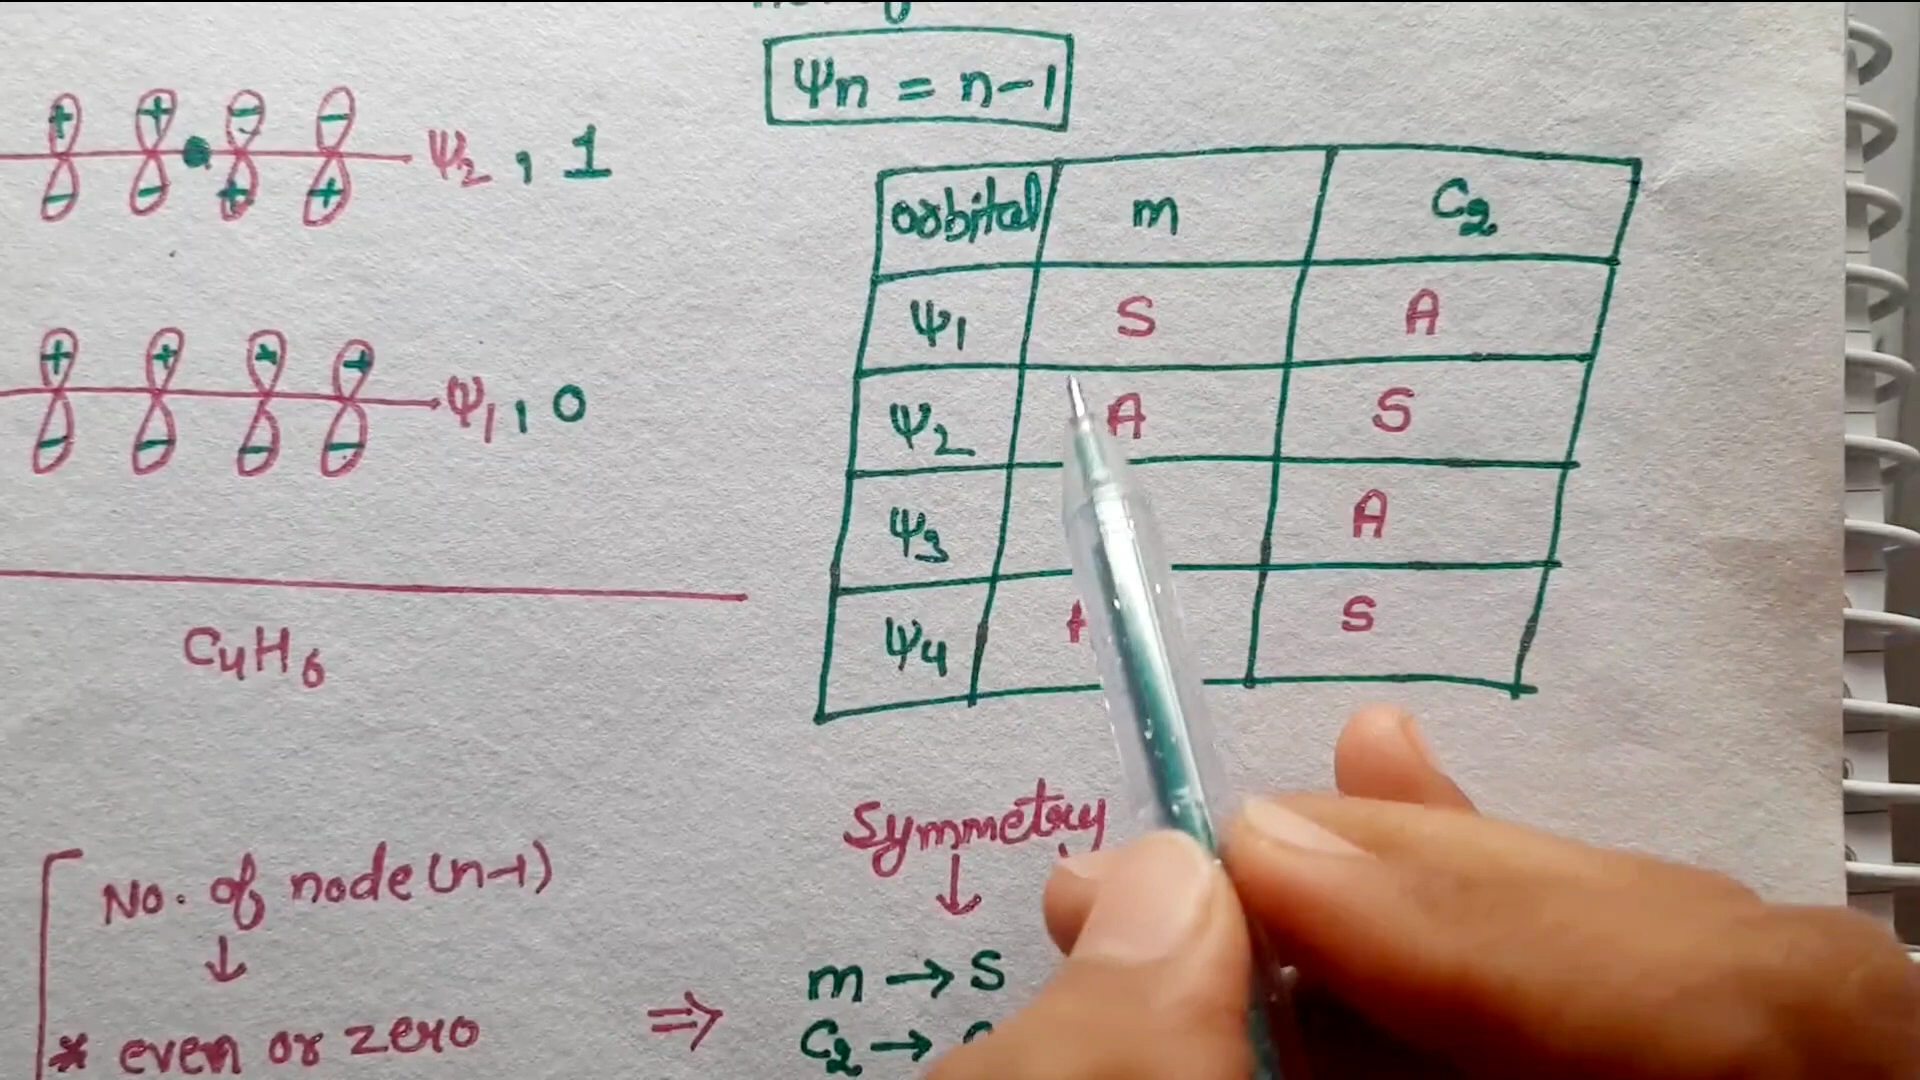 Ψn = n-1
+ + - -
- - + +
Ψ2, 1
+ + + +
- - - -
Ψ1, 0
orbital m C2
Ψ1 S A
Ψ2 A S
Ψ3 A
Ψ4 S
C4H6
No. of node (n-1)
↓
* even or zero
⇒
Symmetry
↓
m → S
C2 →